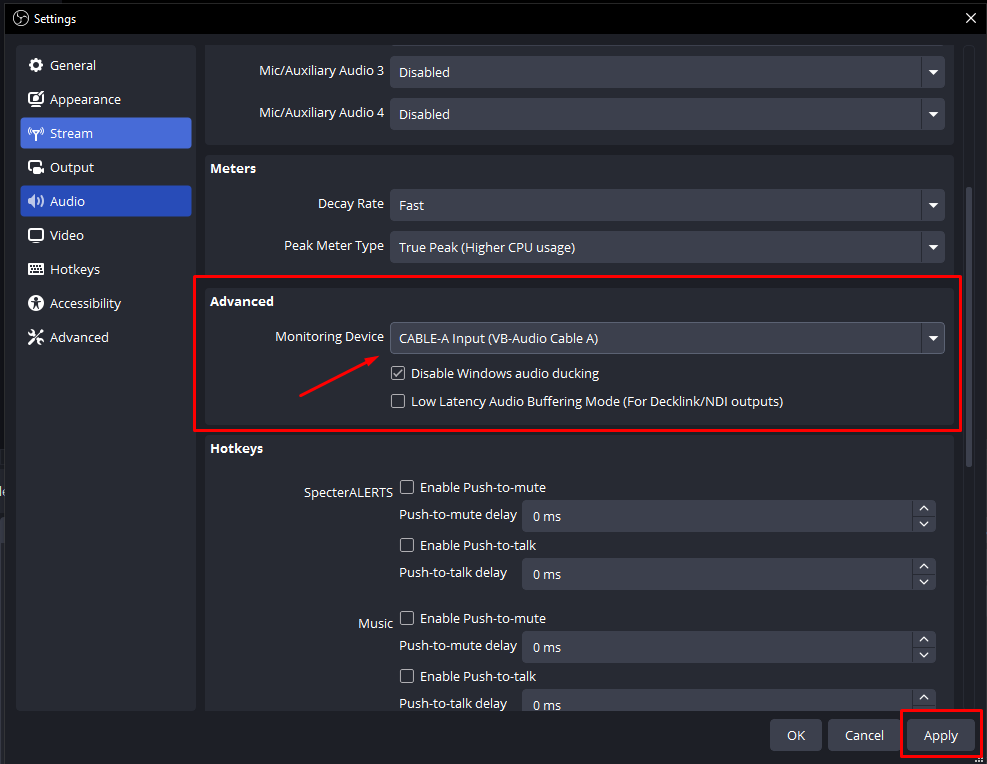 Settings
General
Appearance
Stream
Output
Audio
Video
Hotkeys
Accessibility
Advanced
Mic/Auxiliary Audio 3 Disabled
Mic/Auxiliary Audio 4 Disabled
Meters
Decay Rate Fast
Peak Meter Type True Peak (Higher CPU usage)
Advanced
Monitoring Device CABLE-A Input (VB-Audio Cable A)
Disable Windows audio ducking
Low Latency Audio Buffering Mode (For Decklink/NDI outputs)
Hotkeys
SpecterALERTS Enable Push-to-mute
Push-to-mute delay 0 ms
Enable Push-to-talk
Push-to-talk delay 0 ms
Music Enable Push-to-mute
Push-to-mute delay 0 ms
Enable Push-to-talk
Push-to-talk delay 0 ms
OK Cancel Apply